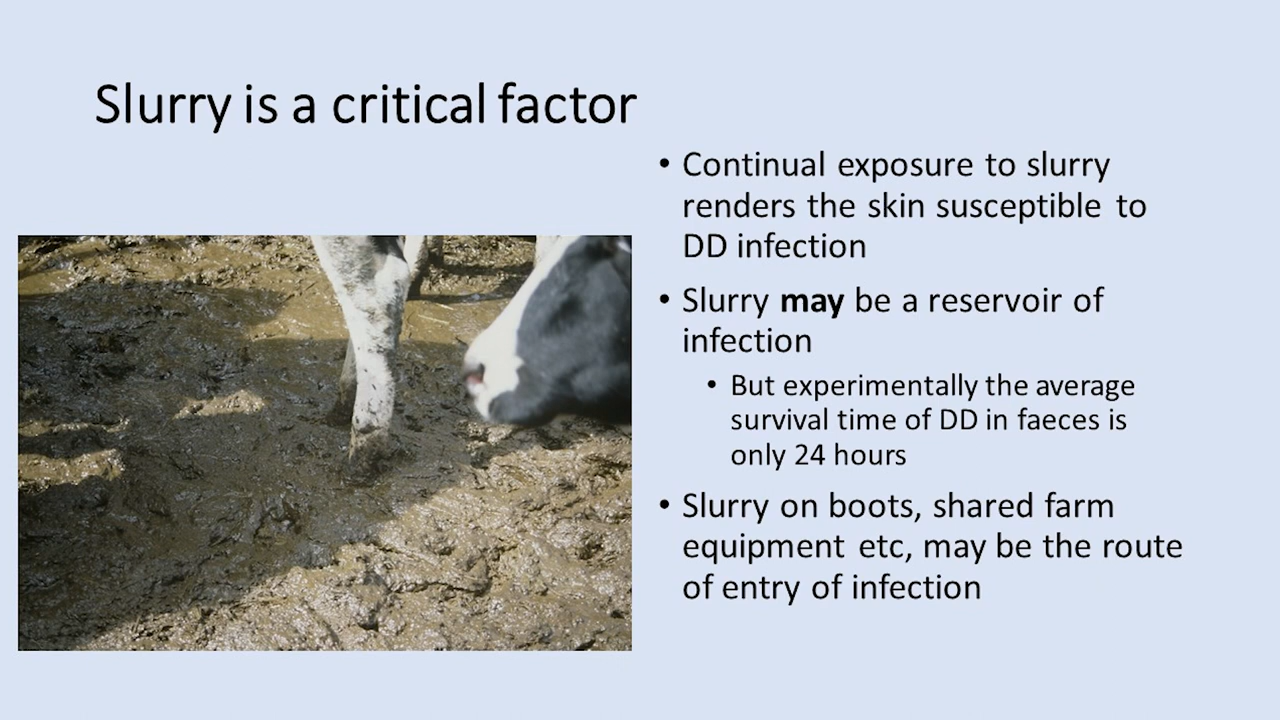 Slurry is a critical factor
• Continual exposure to slurry
renders the skin susceptible to
DD infection
• Slurry may be a reservoir of
infection
• But experimentally the average
survival time of DD in faeces is
only 24 hours
• Slurry on boots, shared farm
equipment etc, may be the route
of entry of infection